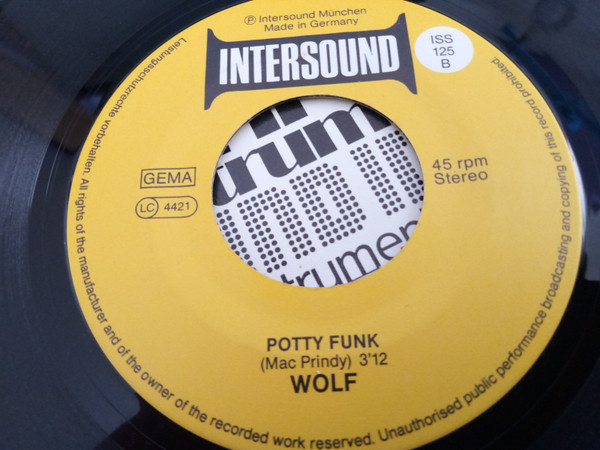 ℗ Intersound München
Made in Germany
INTERSOUND
ISS
125
B
GEMA
LC 4421
45 rpm
Stereo
trum
trumen
POTTY FUNK
(Mac Prindy) 3'12
WOLF
Leistungsschutzrechte vorbehalten. All rights of the manufacturer and of the owner of the recorded work reserved. Unauthorised public performance broadcasting and copying of this record prohibited.